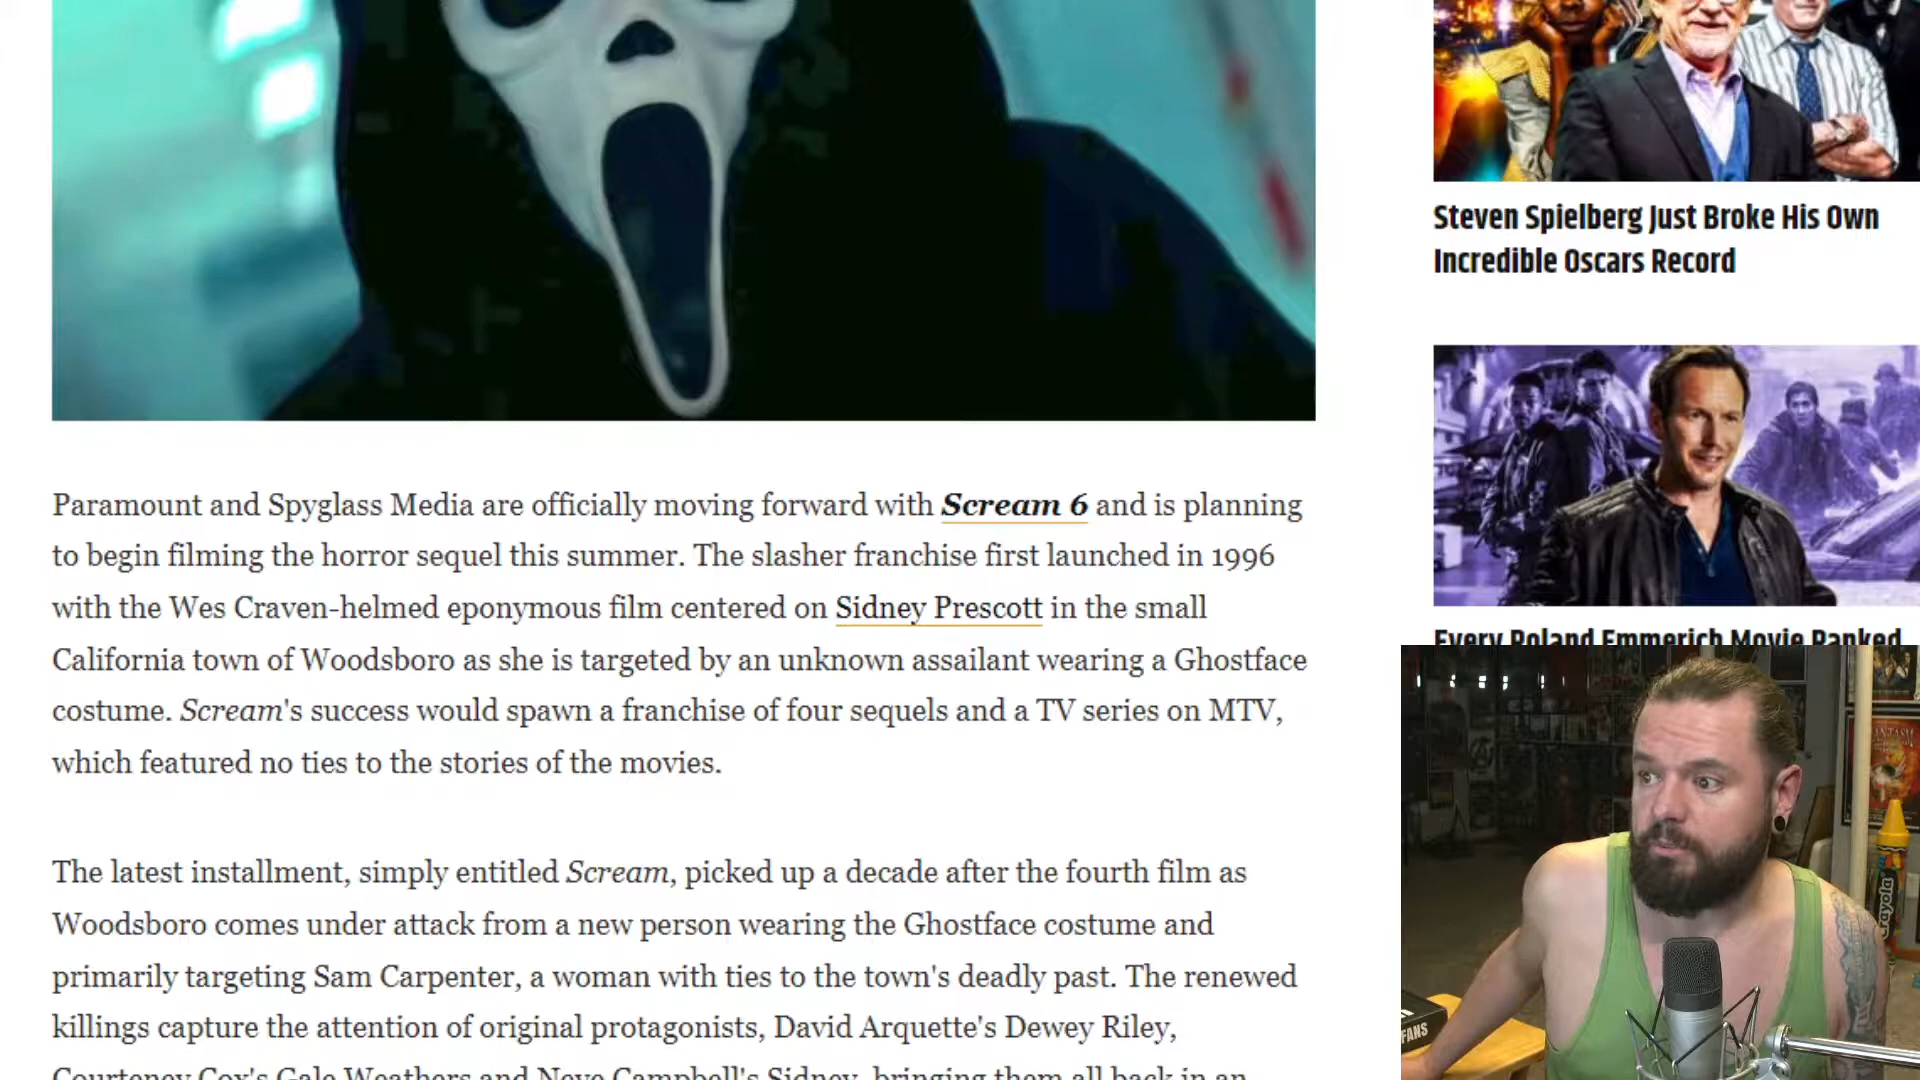 Steven Spielberg Just Broke His Own
Incredible Oscars Record
Paramount and Spyglass Media are officially moving forward with Scream 6 and is planning
to begin filming the horror sequel this summer. The slasher franchise first launched in 1996
with the Wes Craven-helmed eponymous film centered on Sidney Prescott in the small
California town of Woodsboro as she is targeted by an unknown assailant wearing a Ghostface
costume. Scream's success would spawn a franchise of four sequels and a TV series on MTV,
which featured no ties to the stories of the movies.
Every Roland Emmerich Movie Ranked
The latest installment, simply entitled Scream, picked up a decade after the fourth film as
Woodsboro comes under attack from a new person wearing the Ghostface costume and
primarily targeting Sam Carpenter, a woman with ties to the town's deadly past. The renewed
killings capture the attention of original protagonists, David Arquette's Dewey Riley,
Courteney Cox's Gale Weathers and Neve Campbell's Sidney, bringing them all back in an
Crayola
FANS